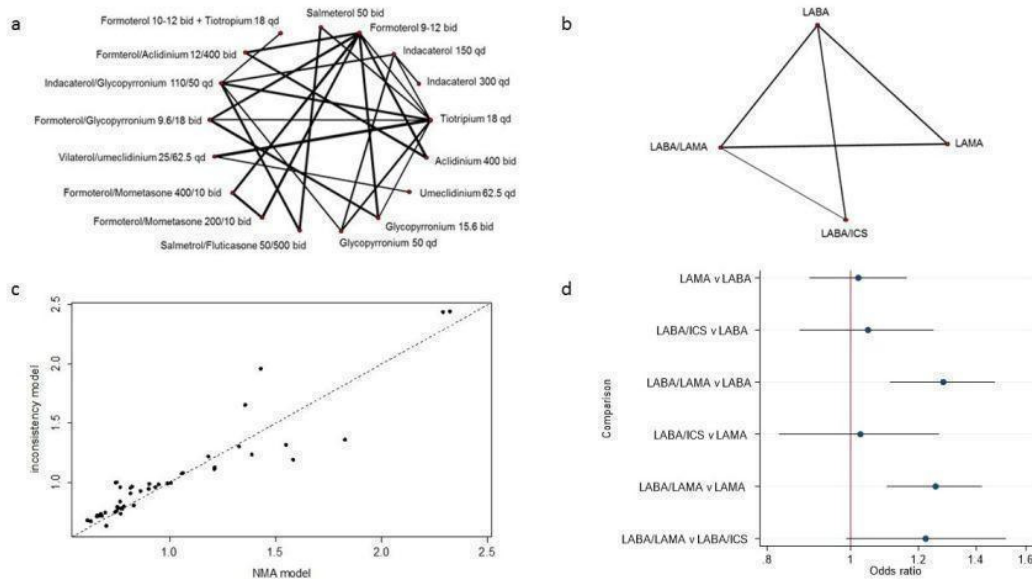 a
Formoterol 10-12 bid + Tiotropium 18 qd
Formterol/Aclidinium 12/400 bid
Indacaterol/Glycopyrronium 110/50 qd
Formoterol/Glycopyrronium 9.6/18 bid
Vilaterol/umeclidinium 25/62.5 qd
Formoterol/Mometasone 400/10 bid
Formoterol/Mometasone 200/10 bid
Salmetrol/Fluticasone 50/500 bid
Salmeterol 50 bid
Formoterol 9-12 bid
Indacaterol 150 qd
Indacaterol 300 qd
Tiotripium 18 qd
Aclidinium 400 bid
Umeclidinium 62.5 qd
Glycopyrronium 15.6 bid
Glycopyrronium 50 qd
b
LABA
LABA/LAMA
LAMA
LABA/ICS
c
inconsistency model
2.5
2.0
1.5
1.0
1.0
1.5
2.0
2.5
NMA model
d
Comparison
LAMA v LABA
LABA/ICS v LABA
LABA/LAMA v LABA
LABA/ICS v LAMA
LABA/LAMA v LAMA
LABA/LAMA v LABA/ICS
.8
1
1.2
1.4
1.6
Odds ratio